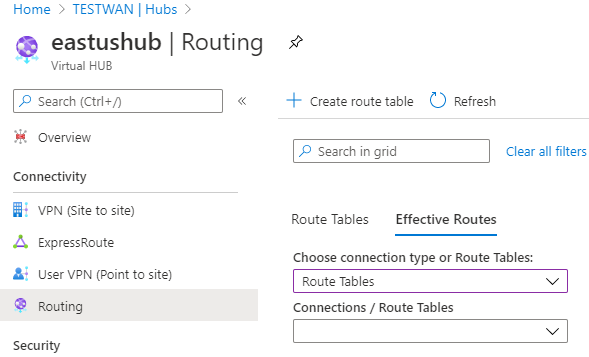 Home > TESTWAN | Hubs >
eastushub | Routing
Virtual HUB
Search (Ctrl+/)
«
Overview
Connectivity
VPN (Site to site)
ExpressRoute
User VPN (Point to site)
Routing
Security
+ Create route table
Refresh
Search in grid
Clear all filters
Route Tables
Effective Routes
Choose connection type or Route Tables:
Route Tables
Connections / Route Tables